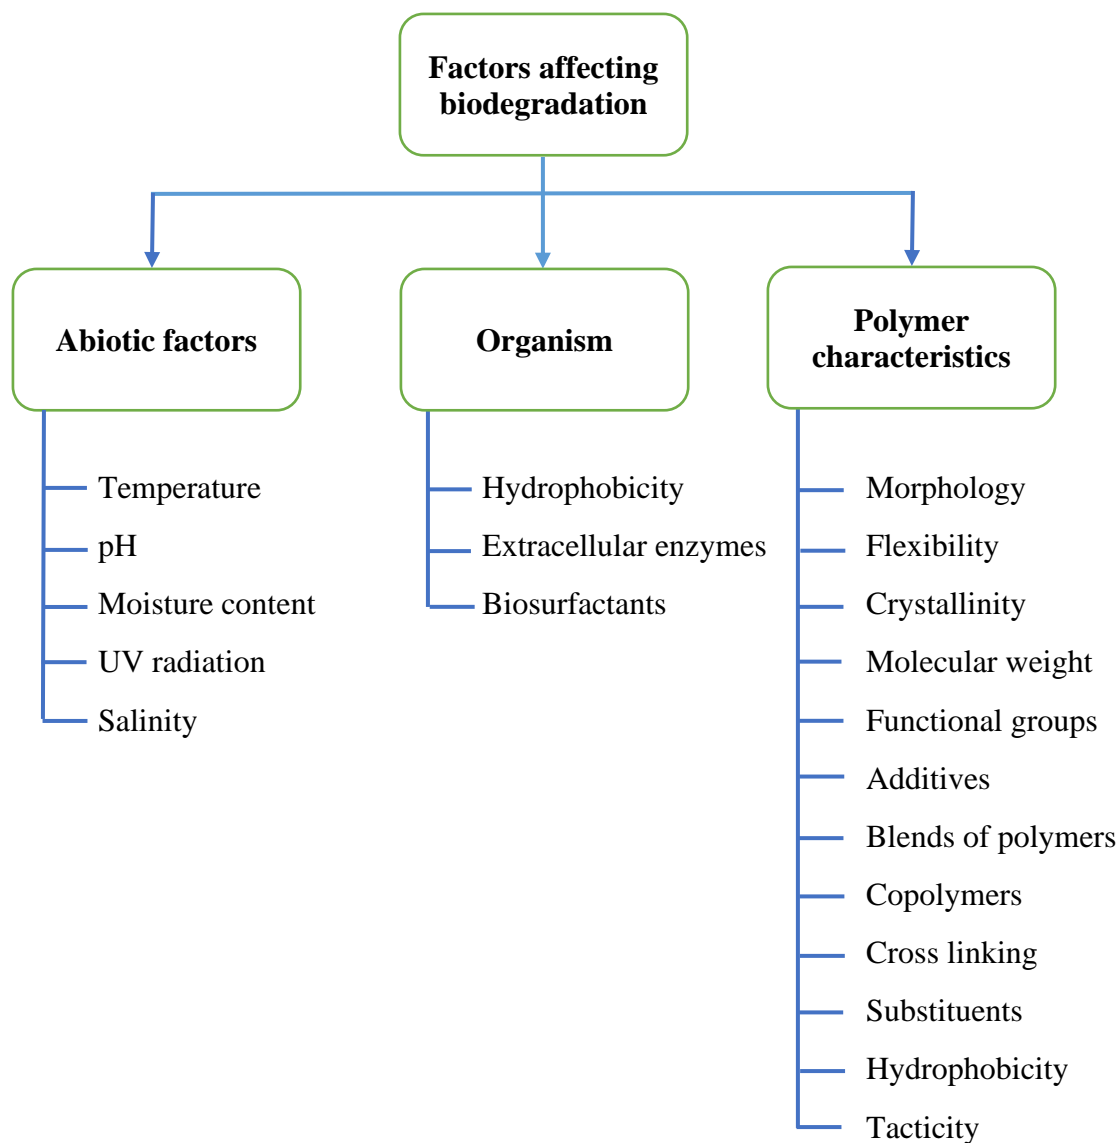 Factors affecting
biodegradation
Abiotic factors
Temperature
pH
Moisture content
UV radiation
Salinity
Organism
Hydrophobicity
Extracellular enzymes
Biosurfactants
Polymer
characteristics
Morphology
Flexibility
Crystallinity
Molecular weight
Functional groups
Additives
Blends of polymers
Copolymers
Cross linking
Substituents
Hydrophobicity
Tacticity